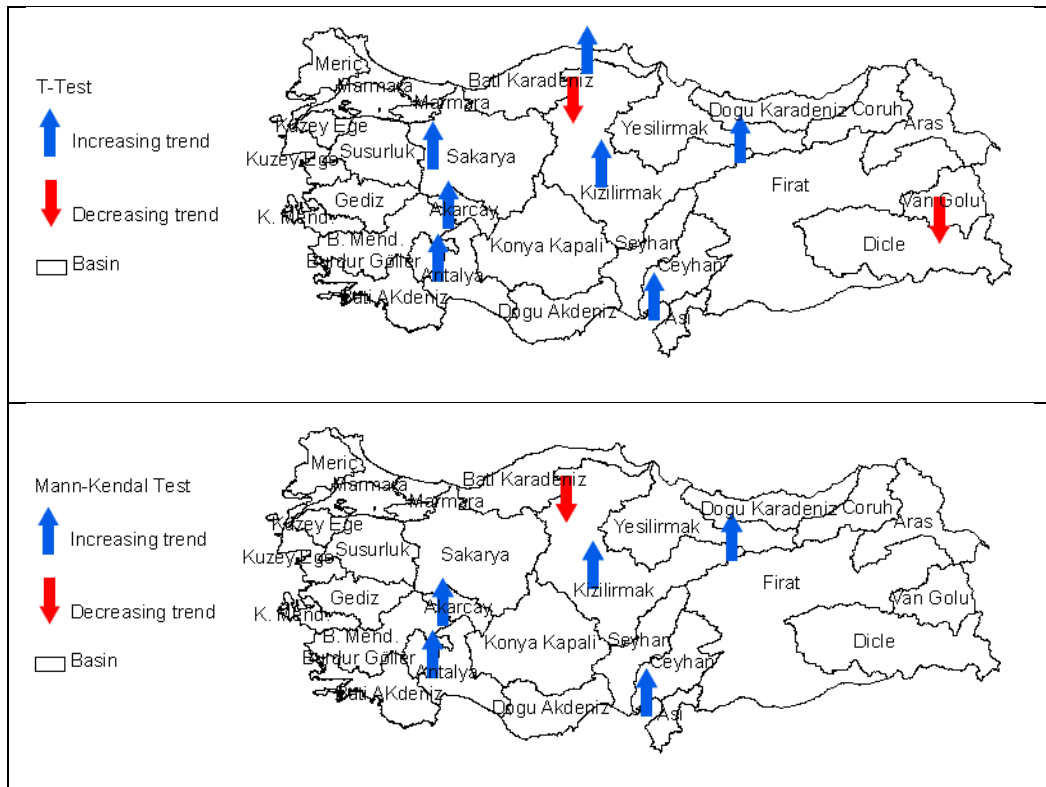 Meriç
Marmara
Marmara
Bati Karadeniz
Dogu Karadeniz
Coruh
Aras
T-Test
Kuzey Ege
Yesilirmak
Increasing trend
Kuzey Ege
Susurluk
Sakarya
Firat
Kizilirmak
Gediz
Akarcay
Van Golu
Decreasing trend
K. Mend.
B. Mend.
Konya Kapali
Seyhan
Dicle
Basin
Burdur Göller
Antalya
Ceyhan
Bati AKdeniz
Dogu Akdeniz
Asi
Meriç
Bati Karadeniz
Mann-Kendal Test
Marmara
Marmara
Dogu Karadeniz
Coruh
Kuzey Ege
Yesilirmak
Aras
Increasing trend
Kuzey Ege
Susurluk
Sakarya
Firat
Kizilirmak
Gediz
Akarcay
Van Golu
Decreasing trend
K. Mend.
B. Mend.
Konya Kapali
Seyhan
Dicle
Basin
Burdur Göller
Antalya
Ceyhan
Bati AKdeniz
Dogu Akdeniz
Asi